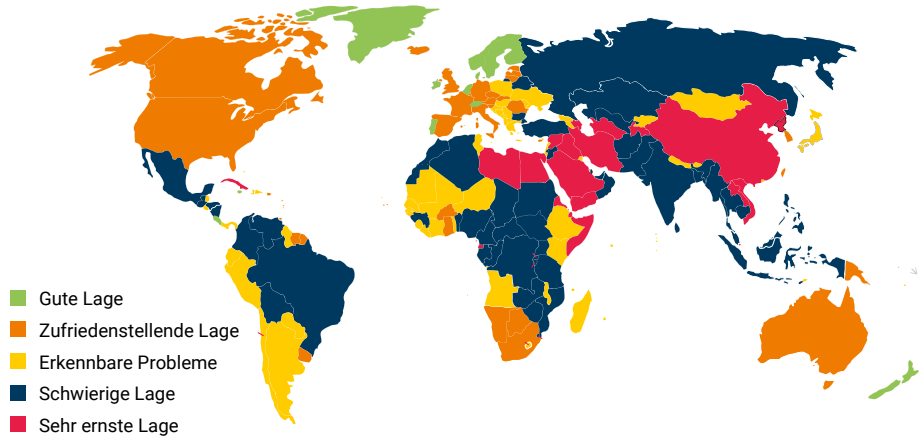 Gute Lage
Zufriedenstellende Lage
Erkennbare Probleme
Schwierige Lage
Sehr ernste Lage